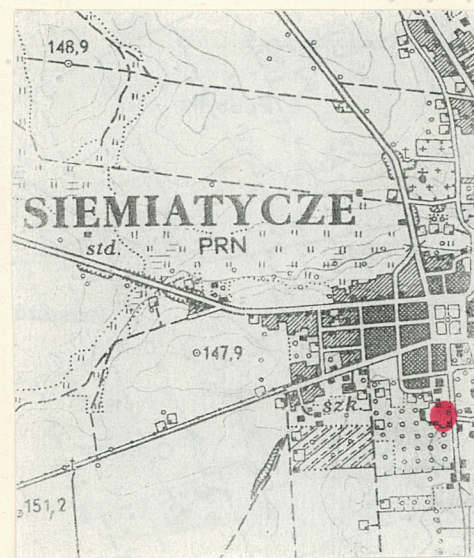 148,9
SIEMIATYCZE
std.
PRN
147,9
szk.
151,2